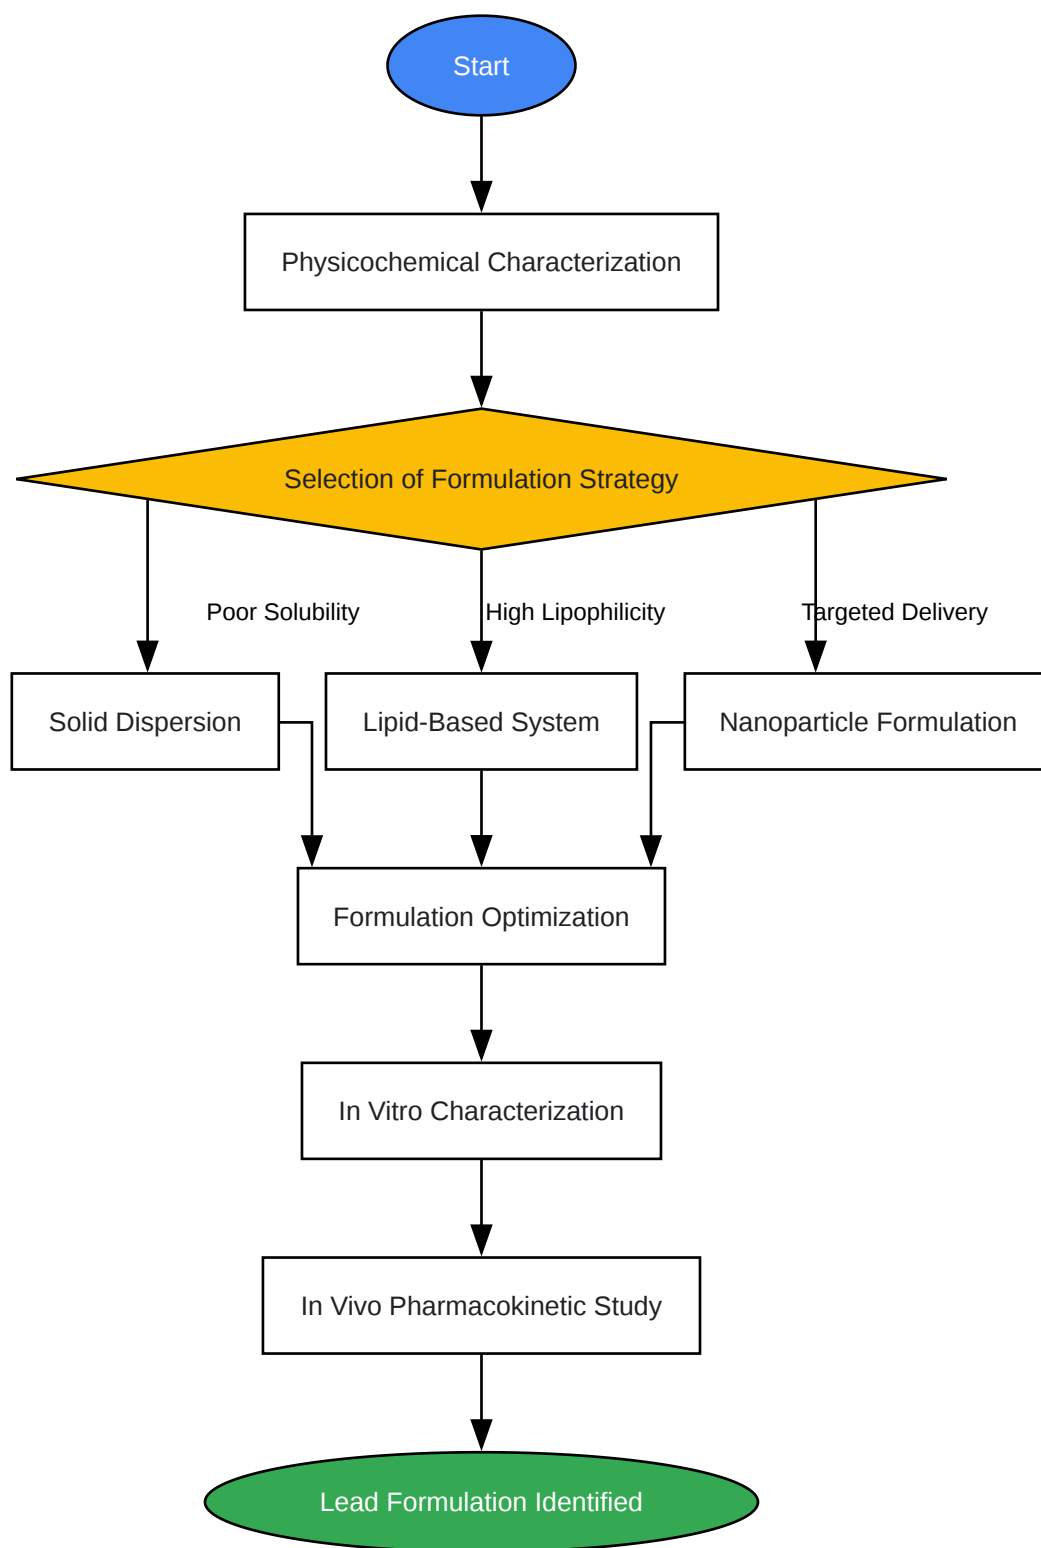 Start
Physicochemical Characterization
Selection of Formulation Strategy
Poor Solubility
High Lipophilicity
Targeted Delivery
Solid Dispersion
Lipid-Based System
Nanoparticle Formulation
Formulation Optimization
In Vitro Characterization
In Vivo Pharmacokinetic Study
Lead Formulation Identified